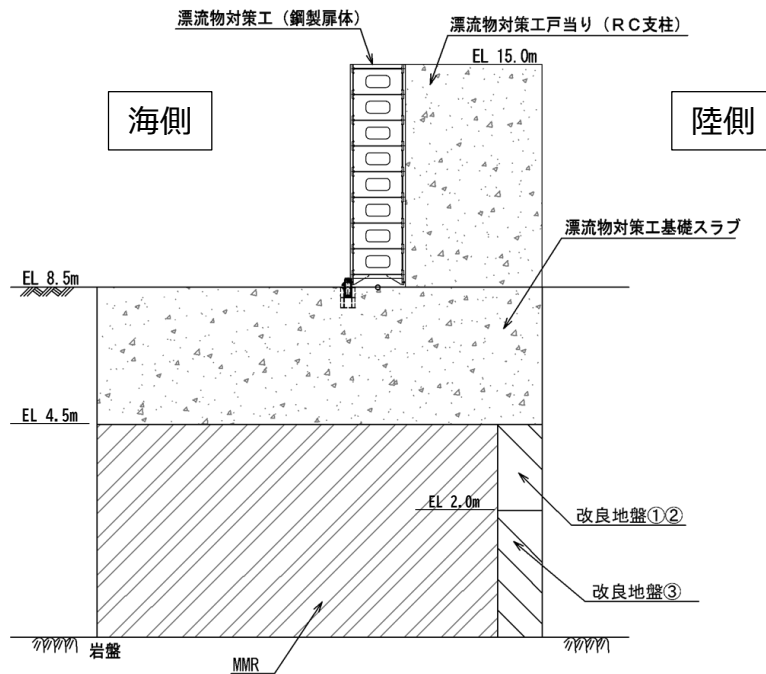 漂流物対策工（鋼製扉体）
漂流物対策工戸当り（ＲＣ支柱）
EL 15.0m
海側
陸側
漂流物対策工基礎スラブ
EL 8.5m
EL 4.5m
EL 2.0m
改良地盤①②
改良地盤③
岩盤
MMR